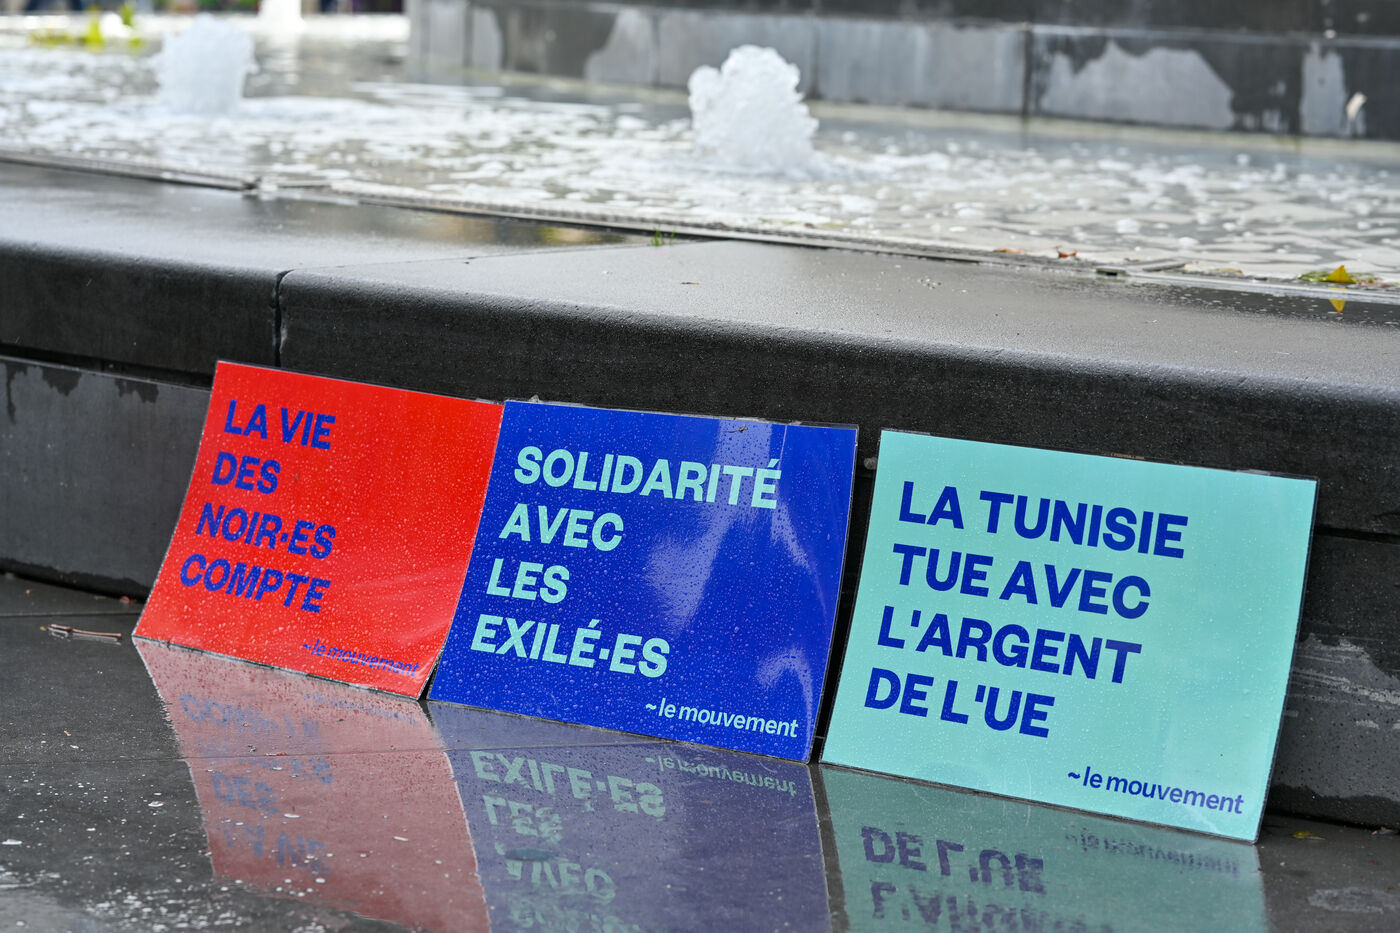 LA VIE
DES
NOIR·ES
COMPTE
~le mouvement
SOLIDARITÉ
AVEC
LES
EXILÉ·ES
~le mouvement
LA TUNISIE
TUE AVEC
L'ARGENT
DE L'UE
~le mouvement